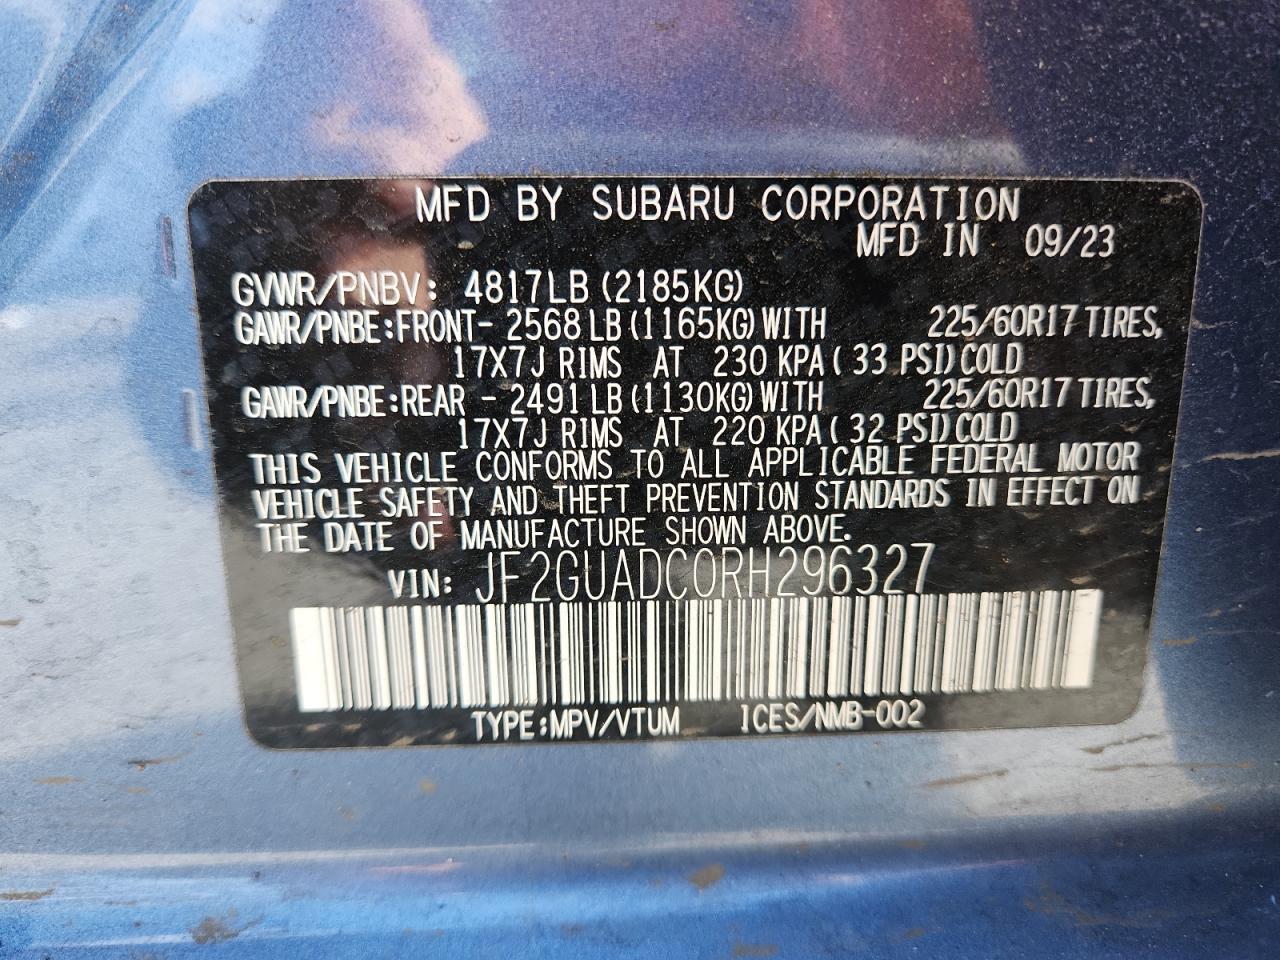 MFD BY SUBARU CORPORATION
MFD IN 09/23
GVWR/PNBV: 4817LB (2185KG)
GAWR/PNBE:FRONT- 2568 LB (1165KG) WITH 225/60R17 TIRES,
17X7J RIMS AT 230 KPA ( 33 PSI) COLD
GAWR/PNBE:REAR - 2491 LB (1130KG) WITH 225/60R17 TIRES,
17X7J RIMS AT 220 KPA ( 32 PSI) COLD
THIS VEHICLE CONFORMS TO ALL APPLICABLE FEDERAL MOTOR
VEHICLE SAFETY AND THEFT PREVENTION STANDARDS IN EFFECT ON
THE DATE OF MANUFACTURE SHOWN ABOVE.
VIN: JF2GUADC0RH296327
TYPE:MPV/VTUM ICES/NMB-002